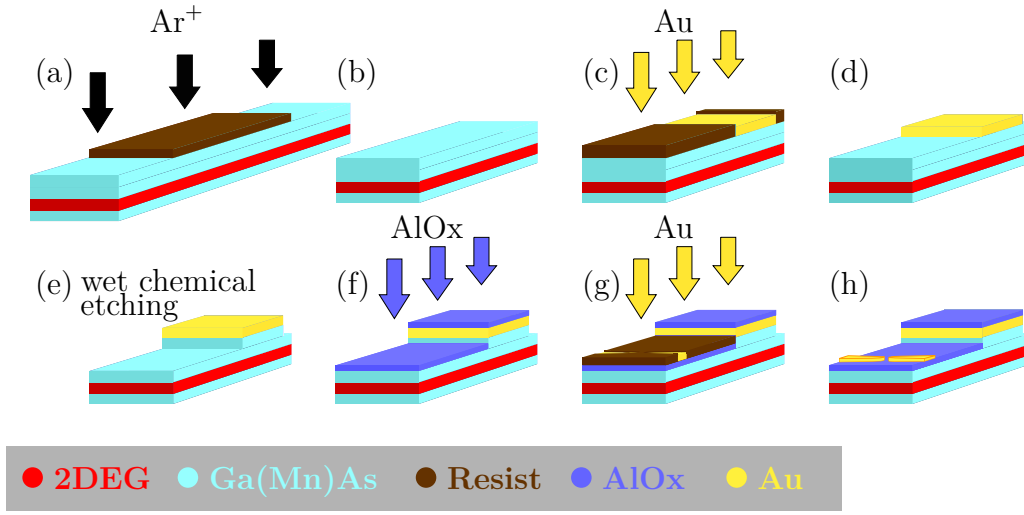 Ar+
Au
(a)
(b)
(c)
(d)
AlOx
Au
(e) wet chemical
etching
(f)
(g)
(h)
2DEG Ga(Mn)As Resist AlOx Au